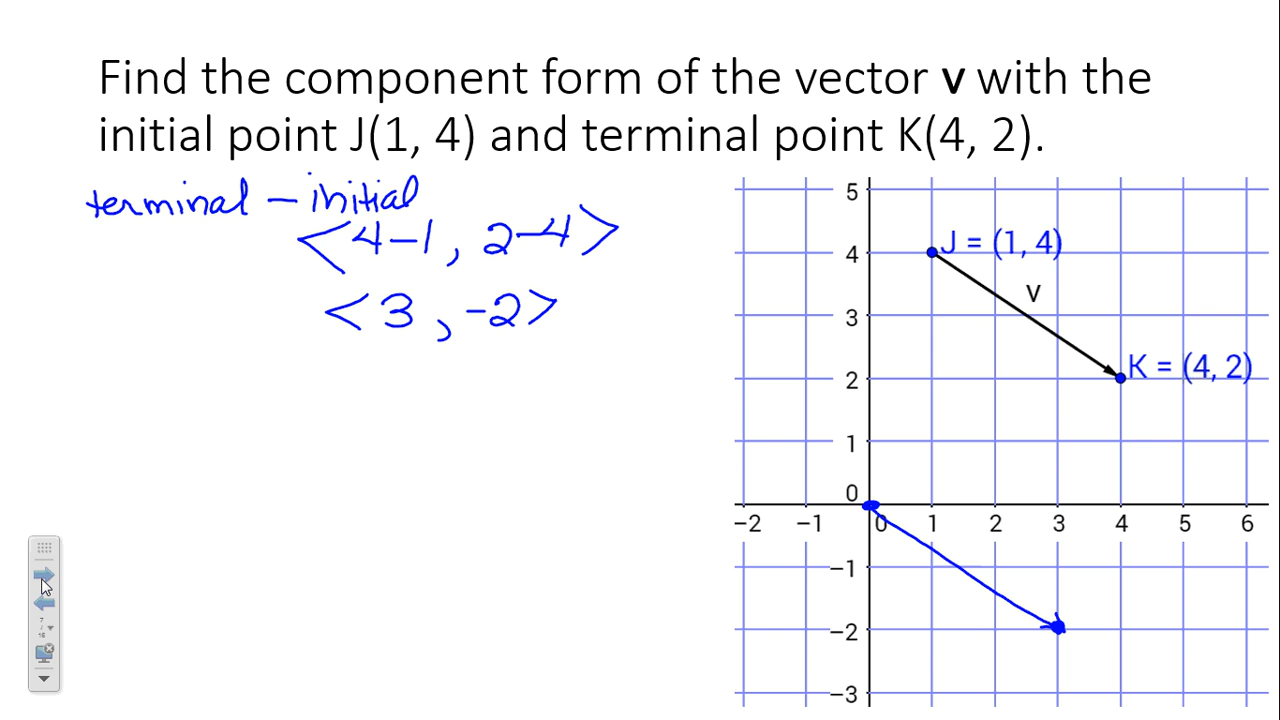 Find the component form of the vector v with the
initial point J(1, 4) and terminal point K(4, 2).
terminal – initial
<4-1, 2-4>
<3, -2>
5
4
3
2
1
0
-1
-2
-3
J = (1, 4)
v
K = (4, 2)
-2 -1 0 1 2 3 4 5 6
7
/
16